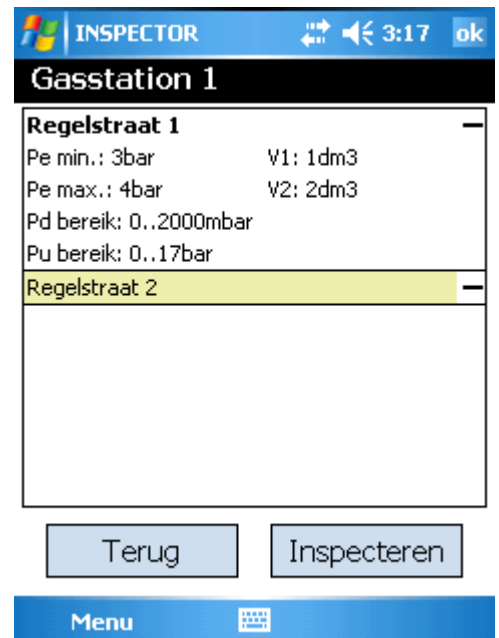 INSPECTOR 3:17 ok
Gasstation 1
Regelstraat 1
Pe min.: 3bar V1: 1dm3
Pe max.: 4bar V2: 2dm3
Pd bereik: 0..2000mbar
Pu bereik: 0..17bar
Regelstraat 2
Terug Inspecteren
Menu